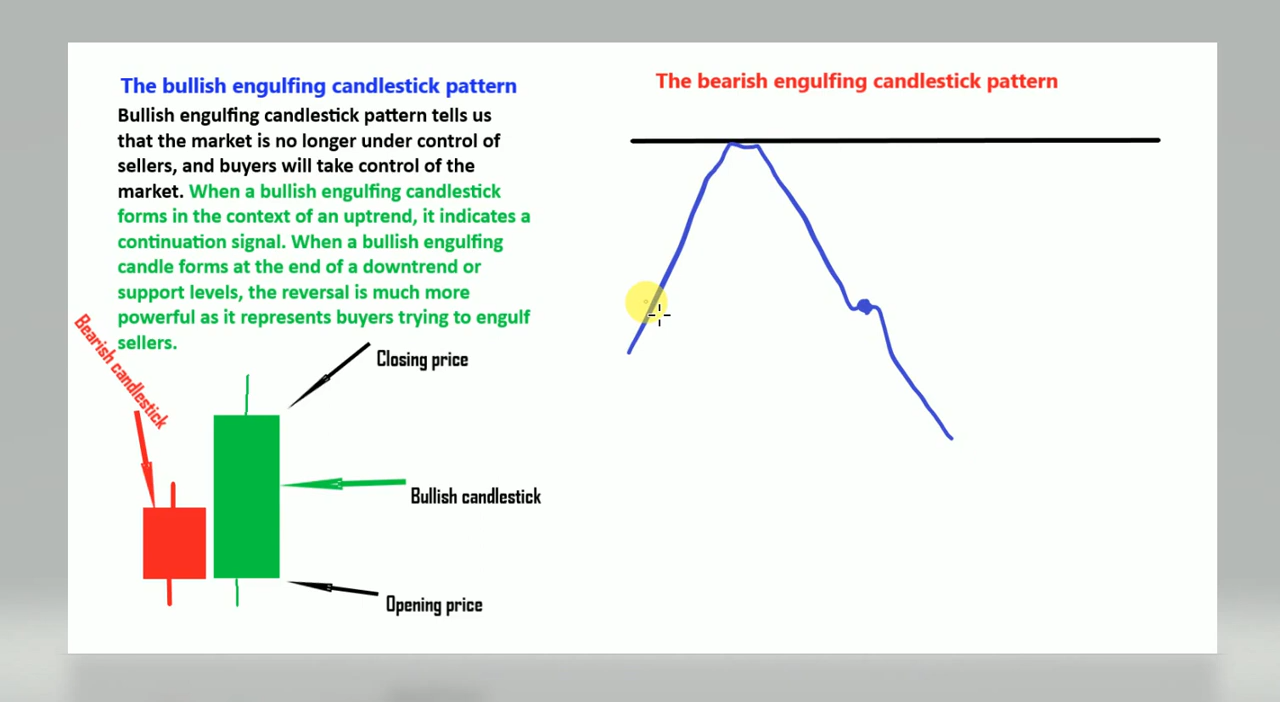 The bullish engulfing candlestick pattern
Bullish engulfing candlestick pattern tells us
that the market is no longer under control of
sellers, and buyers will take control of the
market. When a bullish engulfing candlestick
forms in the context of an uptrend, it indicates a
continuation signal. When a bullish engulfing
candle forms at the end of a downtrend or
support levels, the reversal is much more
powerful as it represents buyers trying to engulf
sellers.
Bearish candlestick
Closing price
Bullish candlestick
Opening price
The bearish engulfing candlestick pattern